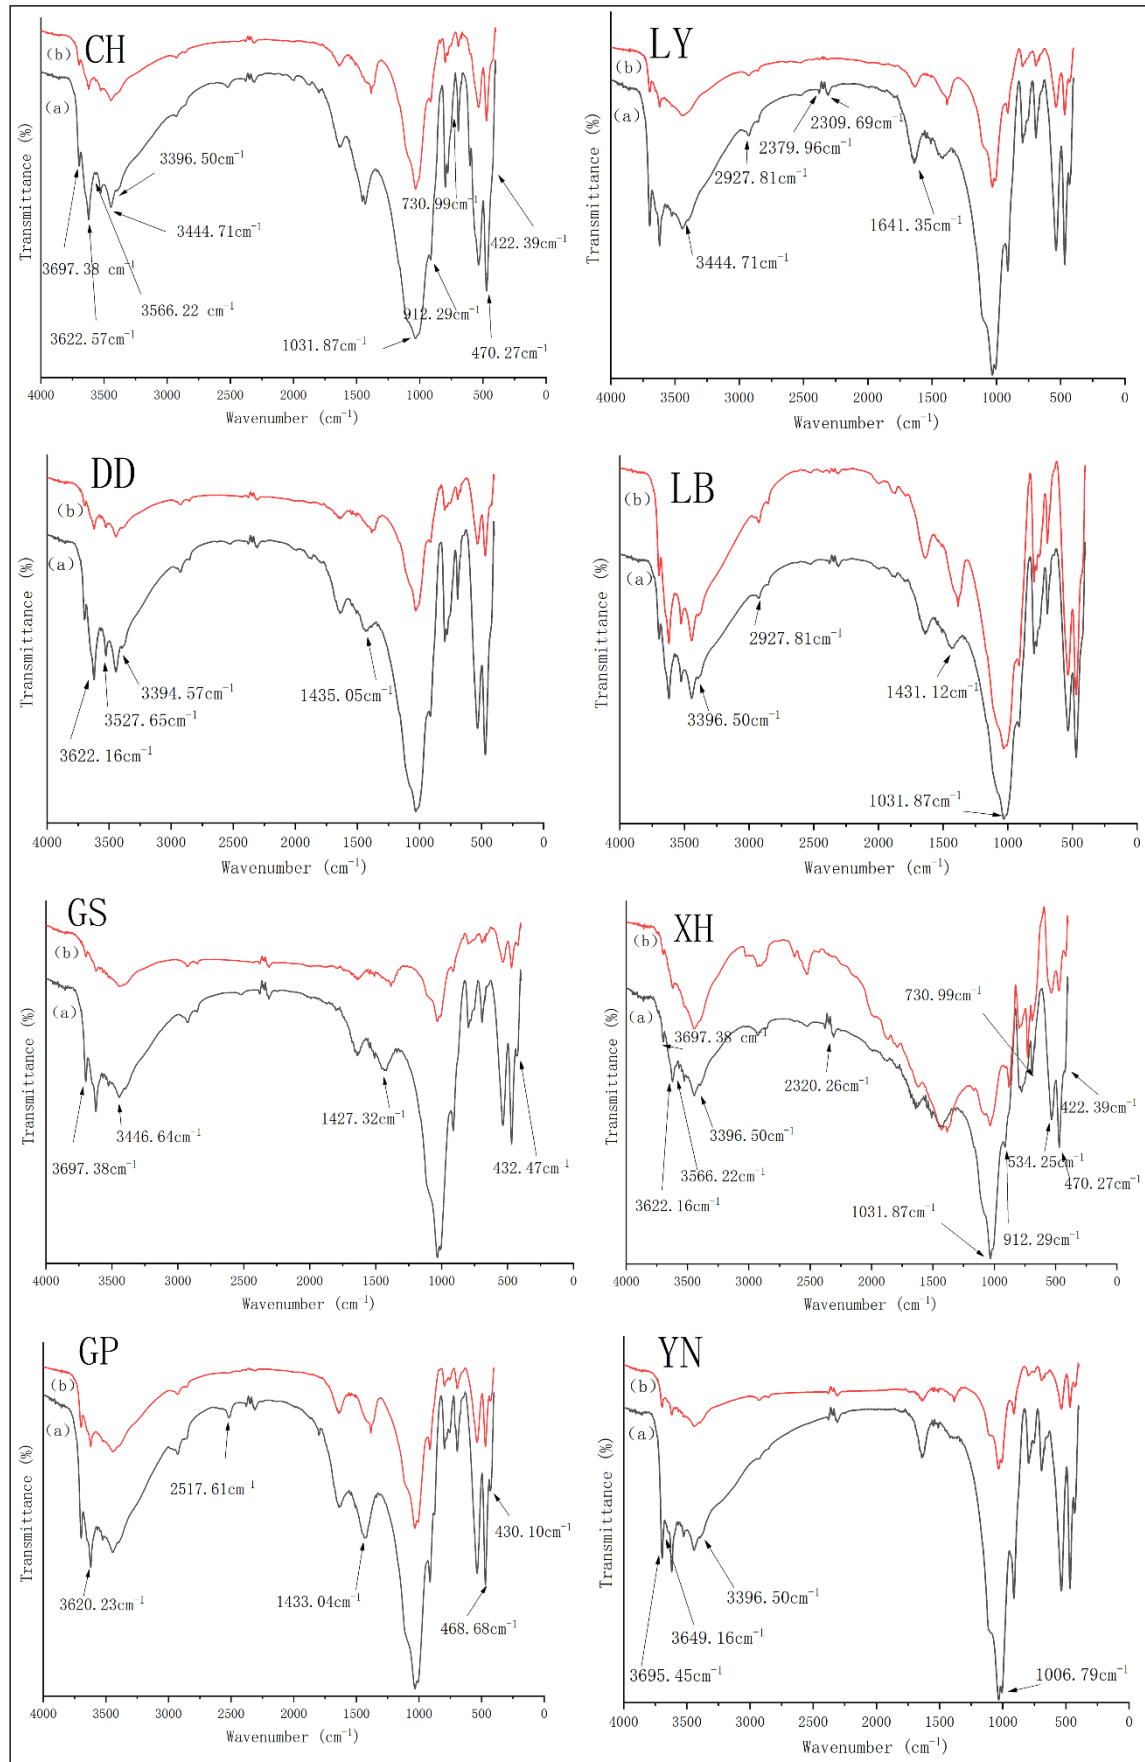 CH
(b)
(a)
3396.50cm⁻¹
3444.71cm⁻¹
3697.38 cm⁻¹
3566.22 cm⁻¹
3622.57cm⁻¹
1031.87cm⁻¹
730.99cm⁻¹
422.39cm⁻¹
912.29cm⁻¹
470.27cm⁻¹
Transmittance (%)
4000 3500 3000 2500 2000 1500 1000 500 0
Wavenumber (cm⁻¹)
LY
(b)
(a)
2309.69cm⁻¹
2379.96cm⁻¹
2927.81cm⁻¹
1641.35cm⁻¹
3444.71cm⁻¹
Transmittance (%)
4000 3500 3000 2500 2000 1500 1000 500 0
Wavenumber (cm⁻¹)
DD
(b)
(a)
3394.57cm⁻¹
3527.65cm⁻¹
3622.16cm⁻¹
1435.05cm⁻¹
Transmittance (%)
4000 3500 3000 2500 2000 1500 1000 500 0
Wavenumber (cm⁻¹)
LB
(b)
(a)
2927.81cm⁻¹
3396.50cm⁻¹
1431.12cm⁻¹
1031.87cm⁻¹
Transmittance (%)
4000 3500 3000 2500 2000 1500 1000 500 0
Wavenumber (cm⁻¹)
GS
(b)
(a)
3446.64cm⁻¹
3697.38cm⁻¹
1427.32cm⁻¹
432.47cm⁻¹
Transmittance (%)
4000 3500 3000 2500 2000 1500 1000 500 0
Wavenumber (cm⁻¹)
XH
(b)
(a)
730.99cm⁻¹
3697.38 cm⁻¹
2320.26cm⁻¹
3396.50cm⁻¹
3566.22cm⁻¹
3622.16cm⁻¹
1031.87cm⁻¹
422.39cm⁻¹
534.25cm⁻¹
470.27cm⁻¹
912.29cm⁻¹
Transmittance (%)
4000 3500 3000 2500 2000 1500 1000 500 0
Wavenumber (cm⁻¹)
GP
(b)
(a)
2517.61cm⁻¹
3620.23cm⁻¹
1433.04cm⁻¹
430.10cm⁻¹
468.68cm⁻¹
Transmittance (%)
4000 3500 3000 2500 2000 1500 1000 500 0
Wavenumber (cm⁻¹)
YN
(b)
(a)
3396.50cm⁻¹
3649.16cm⁻¹
3695.45cm⁻¹
1006.79cm⁻¹
Transmittance (%)
4000 3500 3000 2500 2000 1500 1000 500 0
Wavenumber (cm⁻¹)